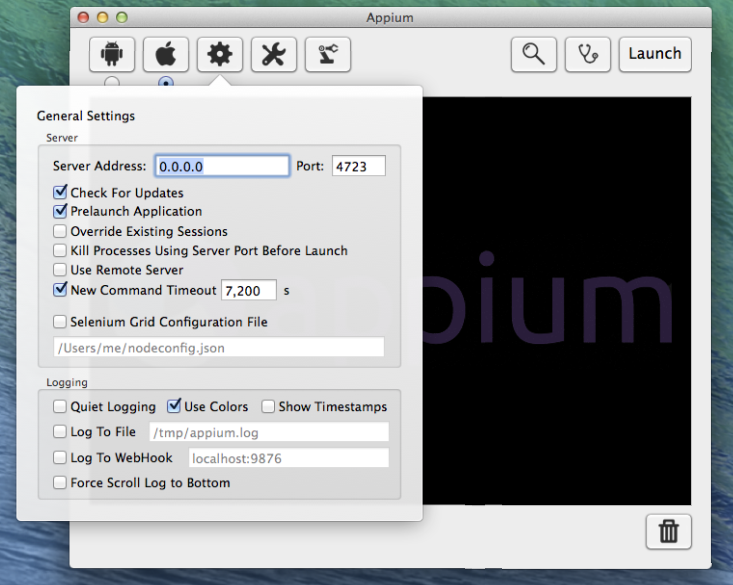 Appium
Launch
General Settings
Server
Server Address: 0.0.0.0 Port: 4723
Check For Updates
Prelaunch Application
Override Existing Sessions
Kill Processes Using Server Port Before Launch
Use Remote Server
New Command Timeout 7,200 s
Selenium Grid Configuration File
/Users/me/nodeconfig.json
Logging
Quiet Logging Use Colors Show Timestamps
Log To File /tmp/appium.log
Log To WebHook localhost:9876
Force Scroll Log to Bottom
appium